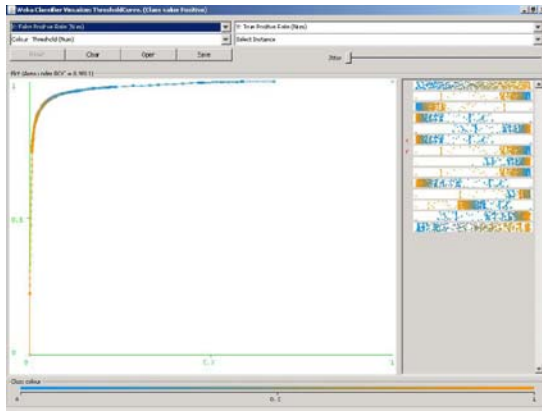 Weka Classifier Visualize: ThresholdCurve. (Class value Positive)
X: False Positive Rate (Num)
Y: True Positive Rate (Num)
Colour: Threshold (Num)
Select Instance
Reset
Clear
Open
Save
Jitter
Plot (Area under ROC =
1
0.5
0
0
0.5
1
X
Y
Class colour
0
0.5
1